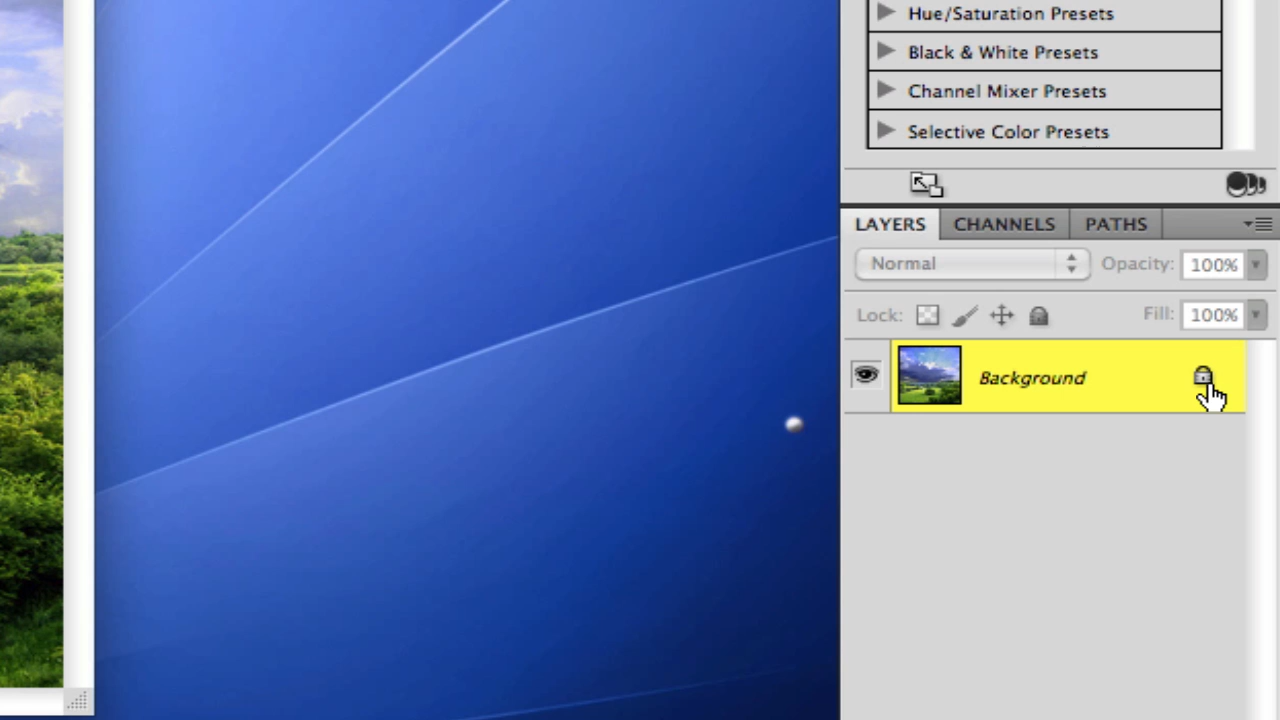 Hue/Saturation Presets
Black & White Presets
Channel Mixer Presets
Selective Color Presets
LAYERS CHANNELS PATHS
Normal Opacity: 100%
Lock: Fill: 100%
Background